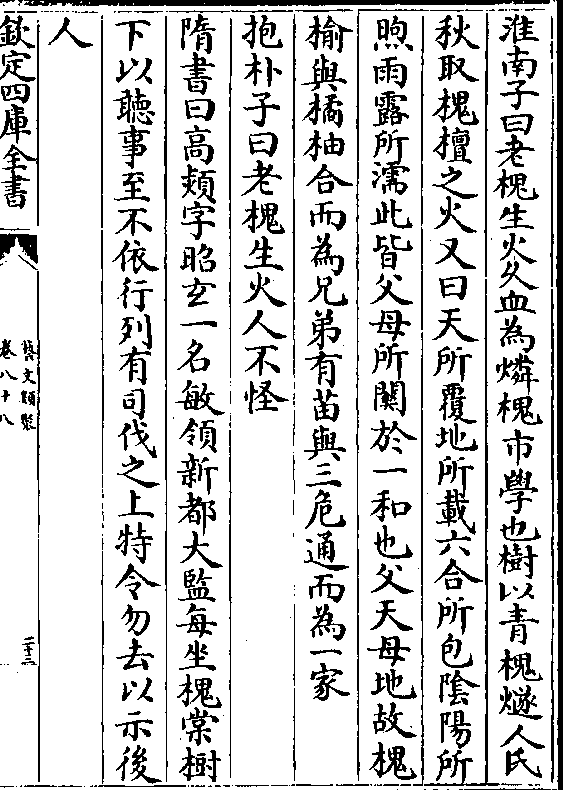 淮南子曰老槐生火久血為燐槐市學也樹以青槐燧人氏
秋取槐檀之火又曰天所覆地所載六合所包陰陽所
煦雨露所濡此皆父母所闗於一和也父天母地故槐
榆與橘柚合而為兄弟有苗與三危通而為一家
抱朴子曰老槐生火人不怪
隋書曰高熲字昭玄一名敏領新都大監每坐槐棠樹
下以聽事至不依行列有司伐之上特令勿去以示後
人
欽定四庫全書
藝文類聚
卷八十八
二十三